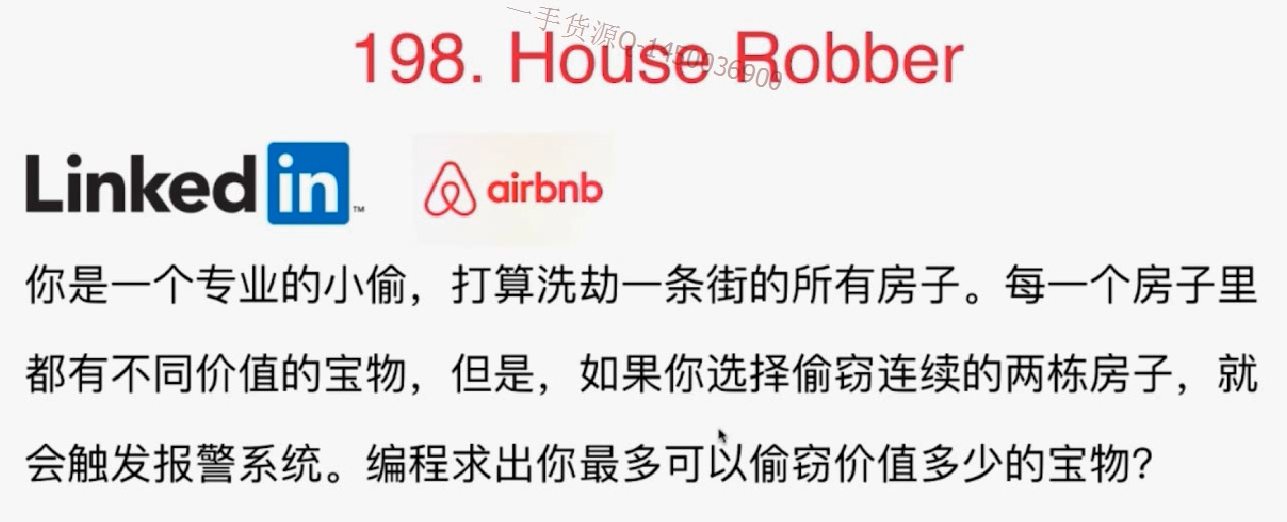 一手货源Q-1450936900
198. House Robber
Linkedin™ airbnb
你是一个专业的小偷，打算洗劫一条街的所有房子。每一个房子里
都有不同价值的宝物，但是，如果你选择偷窃连续的两栋房子，就
会触发报警系统。编程求出你最多可以偷窃价值多少的宝物？